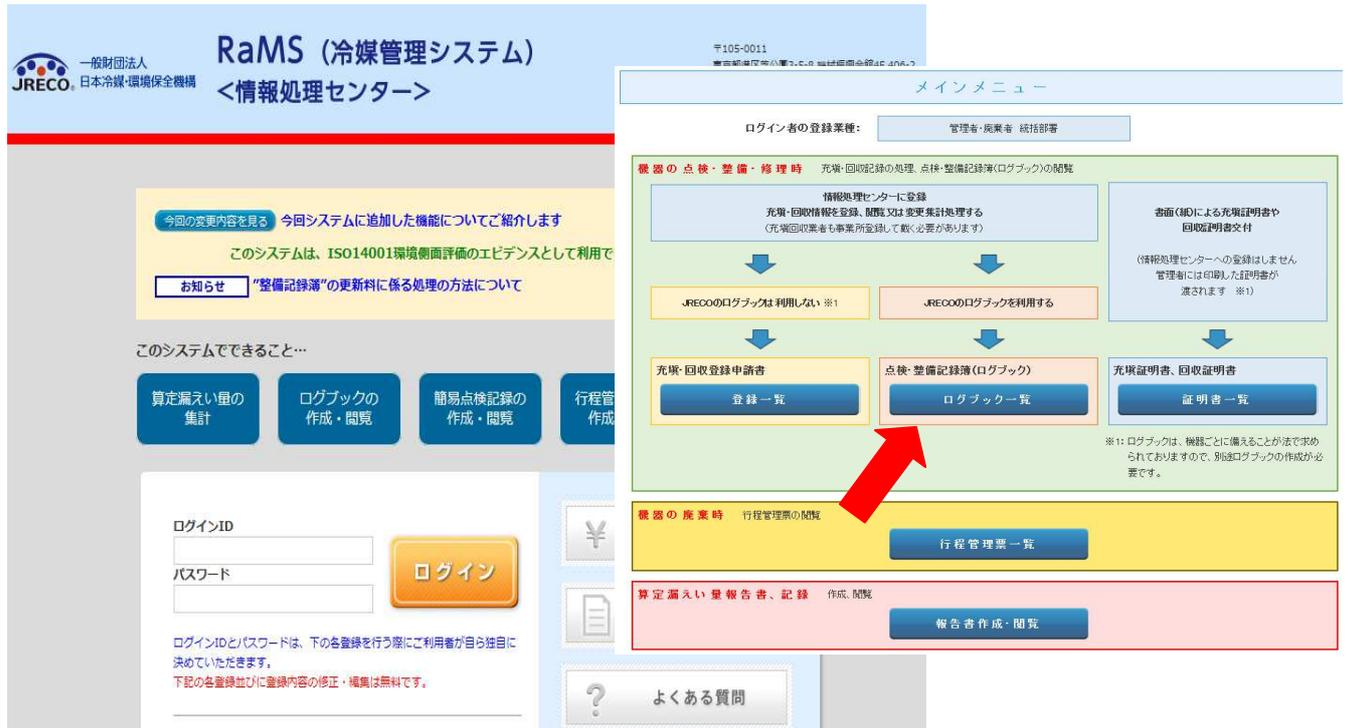 一般財団法人
JRECO. 日本冷媒・環境保全機構
RaMS（冷媒管理システム）
<情報処理センター>
〒105-0011
今回の変更内容を見る 今回システムに追加した機能についてご紹介します
このシステムは、ISO14001環境側面評価のエビデンスとして利用で
お知らせ "整備記録簿"の更新料に係る処理の方法について
このシステムでできること…
算定漏えい量の
集計
ログブックの
作成・閲覧
簡易点検記録の
作成・閲覧
行程管
作成
ログインID
パスワード
ログイン
ログインIDとパスワードは、下の各登録を行う際にご利用者が自ら独自に
決めていただきます。
下記の各登録並びに登録内容の修正・編集は無料です。
¥
?
よくある質問
メインメニュー
ログイン者の登録業種:
管理者・廃棄者 統括部署
機器の点検・整備・修理時 充塡・回収記録の処理、点検・整備記録簿(ログブック)の閲覧
情報処理センターに登録
充塡・回収情報を登録、閲覧又は変更集計処理する
(充塡回収業者も事業所登録して戴く必要があります)
書面(紙)による充塡証明書や
回収証明書交付
(情報処理センターへの登録はしません
管理者には印刷した証明書が
渡されます ※1)
JRECOのログブックは利用しない ※1
JRECOのログブックを利用する
充塡・回収登録申請書
登録一覧
点検・整備記録簿(ログブック)
ログブック一覧
充塡証明書、回収証明書
証明書一覧
※1: ログブックは、機器ごとに備えることが法で求め
られておりますので、別途ログブックの作成が必
要です。
機器の廃棄時 行程管理票の閲覧
行程管理票一覧
算定漏えい量報告書、記録 作成、閲覧
報告書作成・閲覧